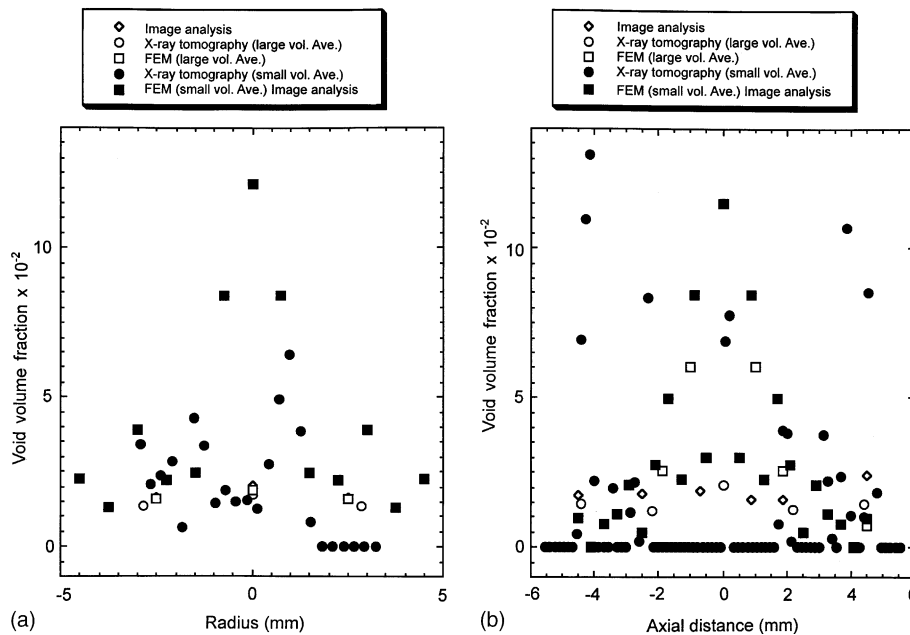 Image analysis
X-ray tomography (large vol. Ave.)
FEM (large vol. Ave.)
X-ray tomography (small vol. Ave.)
FEM (small vol. Ave.) Image analysis
Void volume fraction x 10⁻²
10
5
0
-5
0
5
Radius (mm)
(a)
Image analysis
X-ray tomography (large vol. Ave.)
FEM (large vol. Ave.)
X-ray tomography (small vol. Ave.)
FEM (small vol. Ave.) Image analysis
Void volume fraction x 10⁻²
10
5
0
-6
-4
-2
0
2
4
Axial distance (mm)
(b)